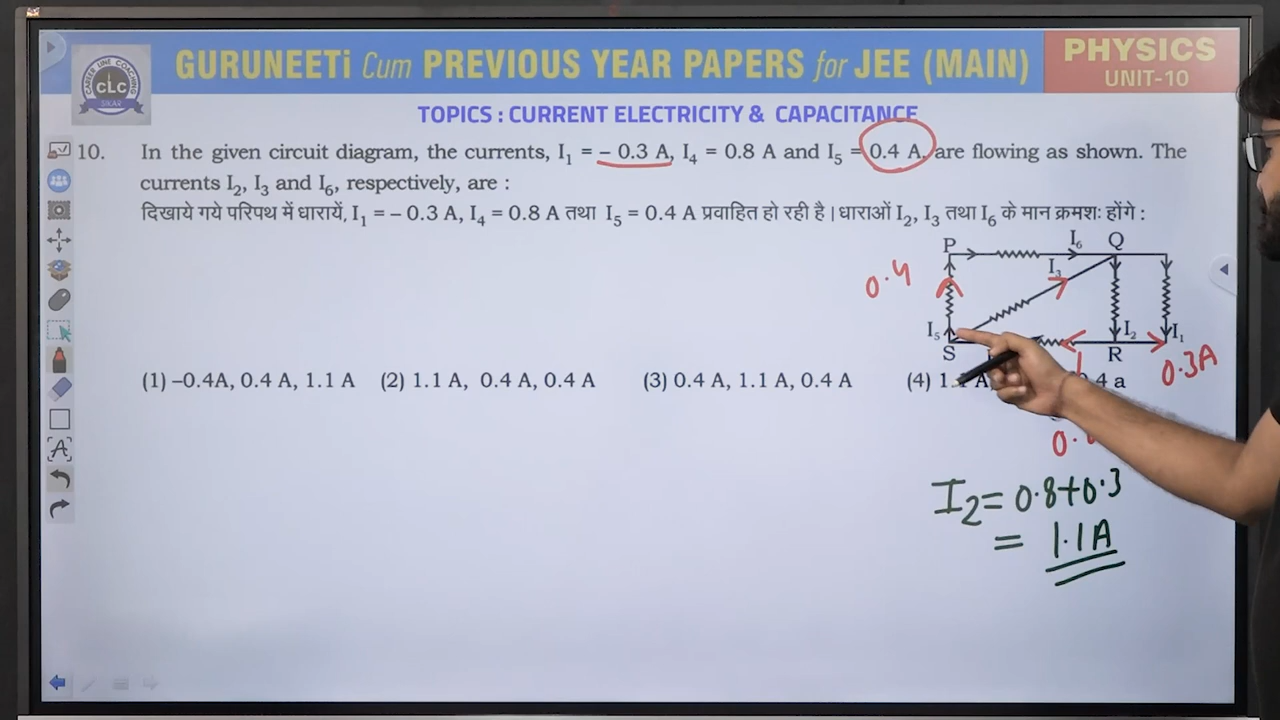 CAREER LINE COACHING
CLC
SIKAR
GURUNEETi Cum PREVIOUS YEAR PAPERS for JEE (MAIN)
PHYSICS
UNIT-10
TOPICS : CURRENT ELECTRICITY & CAPACITANCE
10. In the given circuit diagram, the currents, I₁ = – 0.3 A, I₄ = 0.8 A and I₅ = 0.4 A. are flowing as shown. The
currents I₂, I₃ and I₆, respectively, are :
दिखाये गये परिपथ में धारायें, I₁ = – 0.3 A, I₄ = 0.8 A तथा I₅ = 0.4 A प्रवाहित हो रही है। धाराओं I₂, I₃ तथा I₆ के मान क्रमशः होंगे :
P I₆ Q
0.4 I₃
I₅ I₂ I₁
S R
0.3A
(1) –0.4A, 0.4 A, 1.1 A (2) 1.1 A, 0.4 A, 0.4 A (3) 0.4 A, 1.1 A, 0.4 A (4)
I₂ = 0.8+0.3
= 1.1A